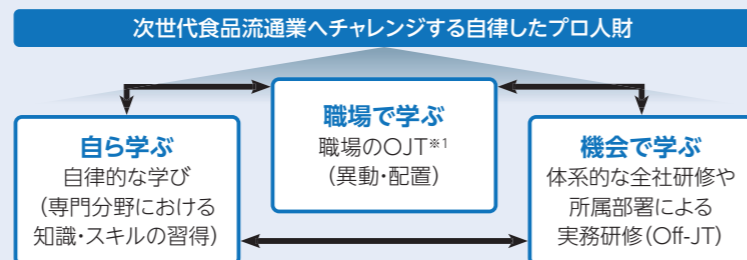 次世代食品流通業へチャレンジする自律したプロ人財
職場で学ぶ
職場のOJT※1
(異動・配置)
自ら学ぶ
自律的な学び
(専門分野における
知識・スキルの習得)
機会で学ぶ
体系的な全社研修や
所属部署による
実務研修(Off-JT)